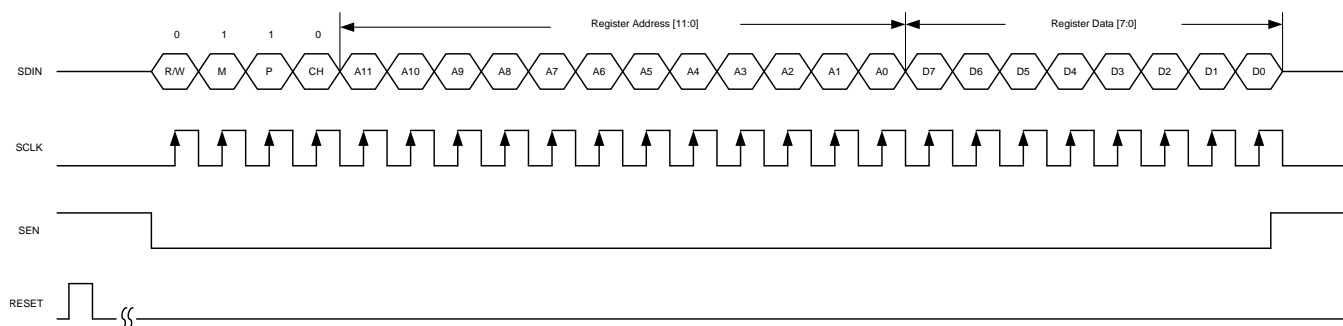 Register Address [11:0] Register Data [7:0]
0 1 1 0
SDIN R/W M P CH A11 A10 A9 A8 A7 A6 A5 A4 A3 A2 A1 A0 D7 D6 D5 D4 D3 D2 D1 D0
SCLK
SEN
RESET